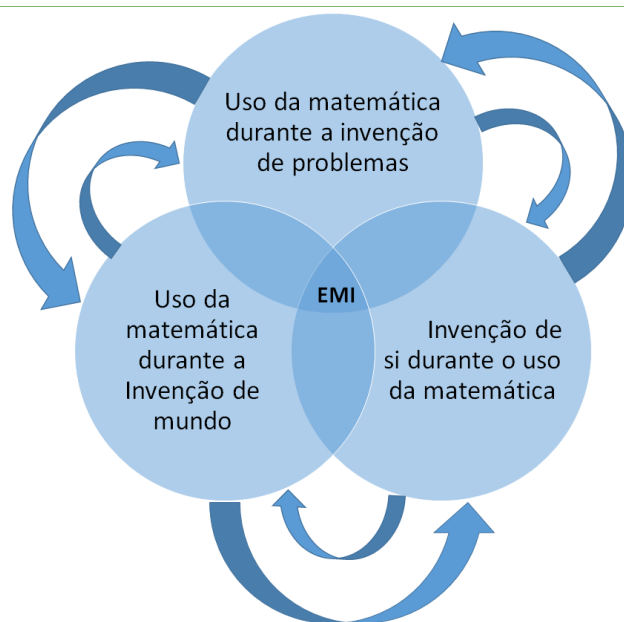 Uso da matemática
durante a invenção
de problemas
EMI
Uso da
matemática
durante a
Invenção de
mundo
Invenção de
si durante o uso
da matemática